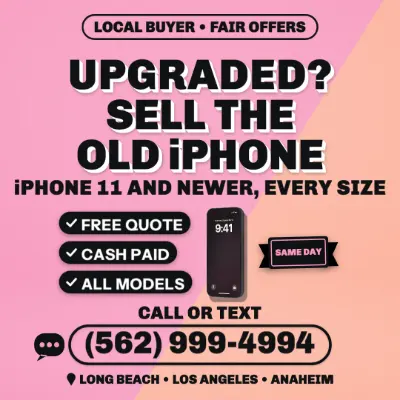 LOCAL BUYER • FAIR OFFERS
UPGRADED?
SELL THE
OLD iPHONE
iPHONE 11 AND NEWER, EVERY SIZE
FREE QUOTE
CASH PAID
ALL MODELS
9:41
SAME DAY
CALL OR TEXT
(562) 999-4994
LONG BEACH • LOS ANGELES • ANAHEIM